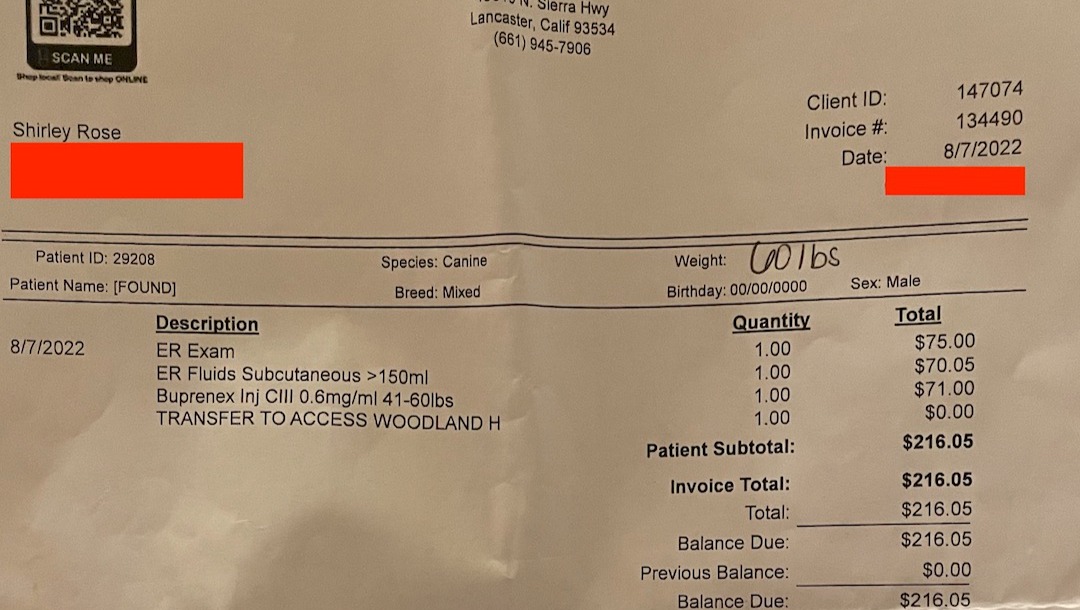 N. Sierra Hwy
Lancaster, Calif 93534
(661) 945-7906
SCAN ME
Shop local! Scan to shop ONLINE
Client ID: 147074
Invoice #: 134490
Date: 8/7/2022
Shirley Rose
Patient ID: 29208 Species: Canine Weight: 60 lbs
Patient Name: [FOUND] Breed: Mixed Birthday: 00/00/0000 Sex: Male
Description Quantity Total
8/7/2022 ER Exam 1.00 $75.00
ER Fluids Subcutaneous >150ml 1.00 $70.05
Buprenex Inj CIII 0.6mg/ml 41-60lbs 1.00 $71.00
TRANSFER TO ACCESS WOODLAND H 1.00 $0.00
Patient Subtotal: $216.05
Invoice Total: $216.05
Total: $216.05
Balance Due: $216.05
Previous Balance: $0.00
Balance Due: $216.05